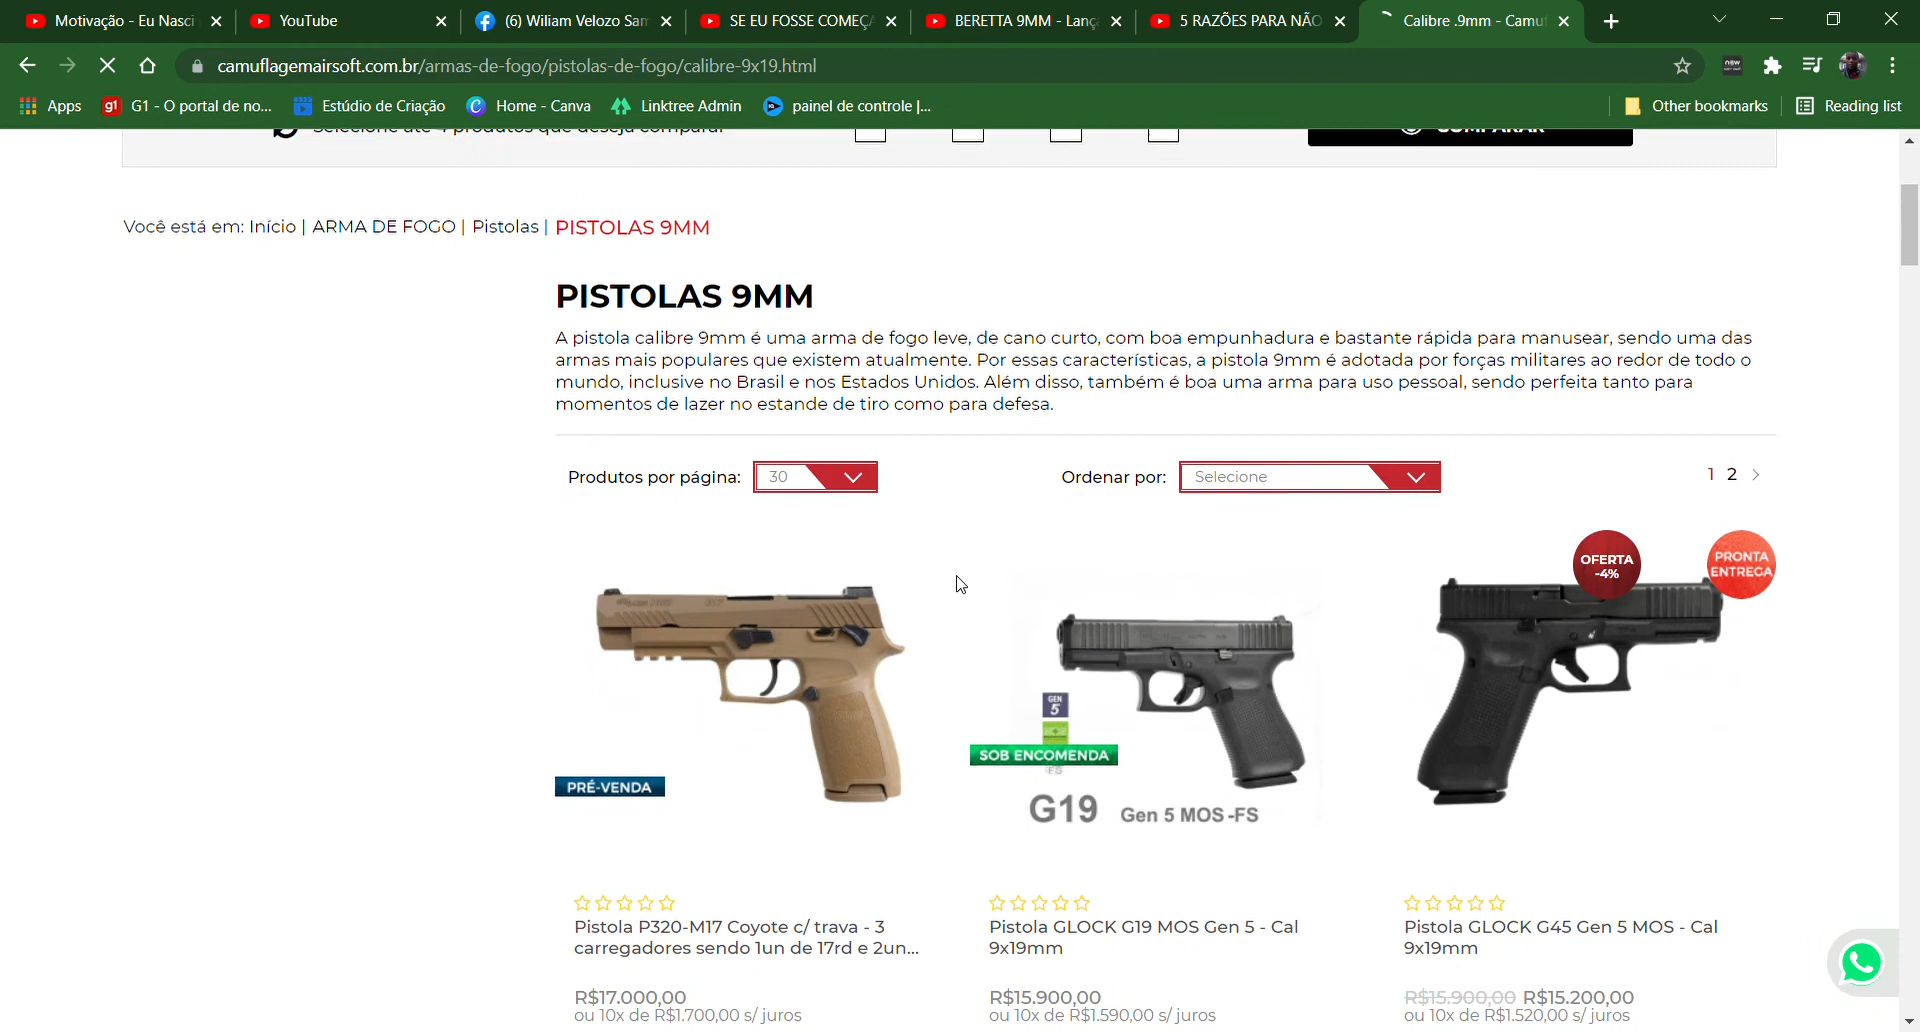 Motivação - Eu Nasci
YouTube
(6) Wiliam Velozo Sam
SE EU FOSSE COMEÇA
BERETTA 9MM - Lança
5 RAZÕES PARA NÃO
Calibre .9mm - Camuf
camuflagemairsoft.com.br/armas-de-fogo/pistolas-de-fogo/calibre-9x19.html
Apps
G1 - O portal de no...
Estúdio de Criação
Home - Canva
Linktree Admin
painel de controle |...
Other bookmarks
Reading list
Selecione até 4 produtos que deseja comparar
COMPARAR
Você está em: Início | ARMA DE FOGO | Pistolas | PISTOLAS 9MM
PISTOLAS 9MM
A pistola calibre 9mm é uma arma de fogo leve, de cano curto, com boa empunhadura e bastante rápida para manusear, sendo uma das
armas mais populares que existem atualmente. Por essas características, a pistola 9mm é adotada por forças militares ao redor de todo o
mundo, inclusive no Brasil e nos Estados Unidos. Além disso, também é boa uma arma para uso pessoal, sendo perfeita tanto para
momentos de lazer no estande de tiro como para defesa.
Produtos por página: 30
Ordenar por: Selecione
1 2 >
OFERTA
-4%
PRONTA
ENTREGA
GEN
5
SOB ENCOMENDA
-FS
PRÉ-VENDA
G19 Gen 5 MOS -FS
Pistola P320-M17 Coyote c/ trava - 3
carregadores sendo 1un de 17rd e 2un...
R$17.000,00
ou 10x de R$1.700,00 s/ juros
Pistola GLOCK G19 MOS Gen 5 - Cal
9x19mm
R$15.900,00
ou 10x de R$1.590,00 s/ juros
Pistola GLOCK G45 Gen 5 MOS - Cal
9x19mm
R$15.900,00 R$15.200,00
ou 10x de R$1.520,00 s/ juros